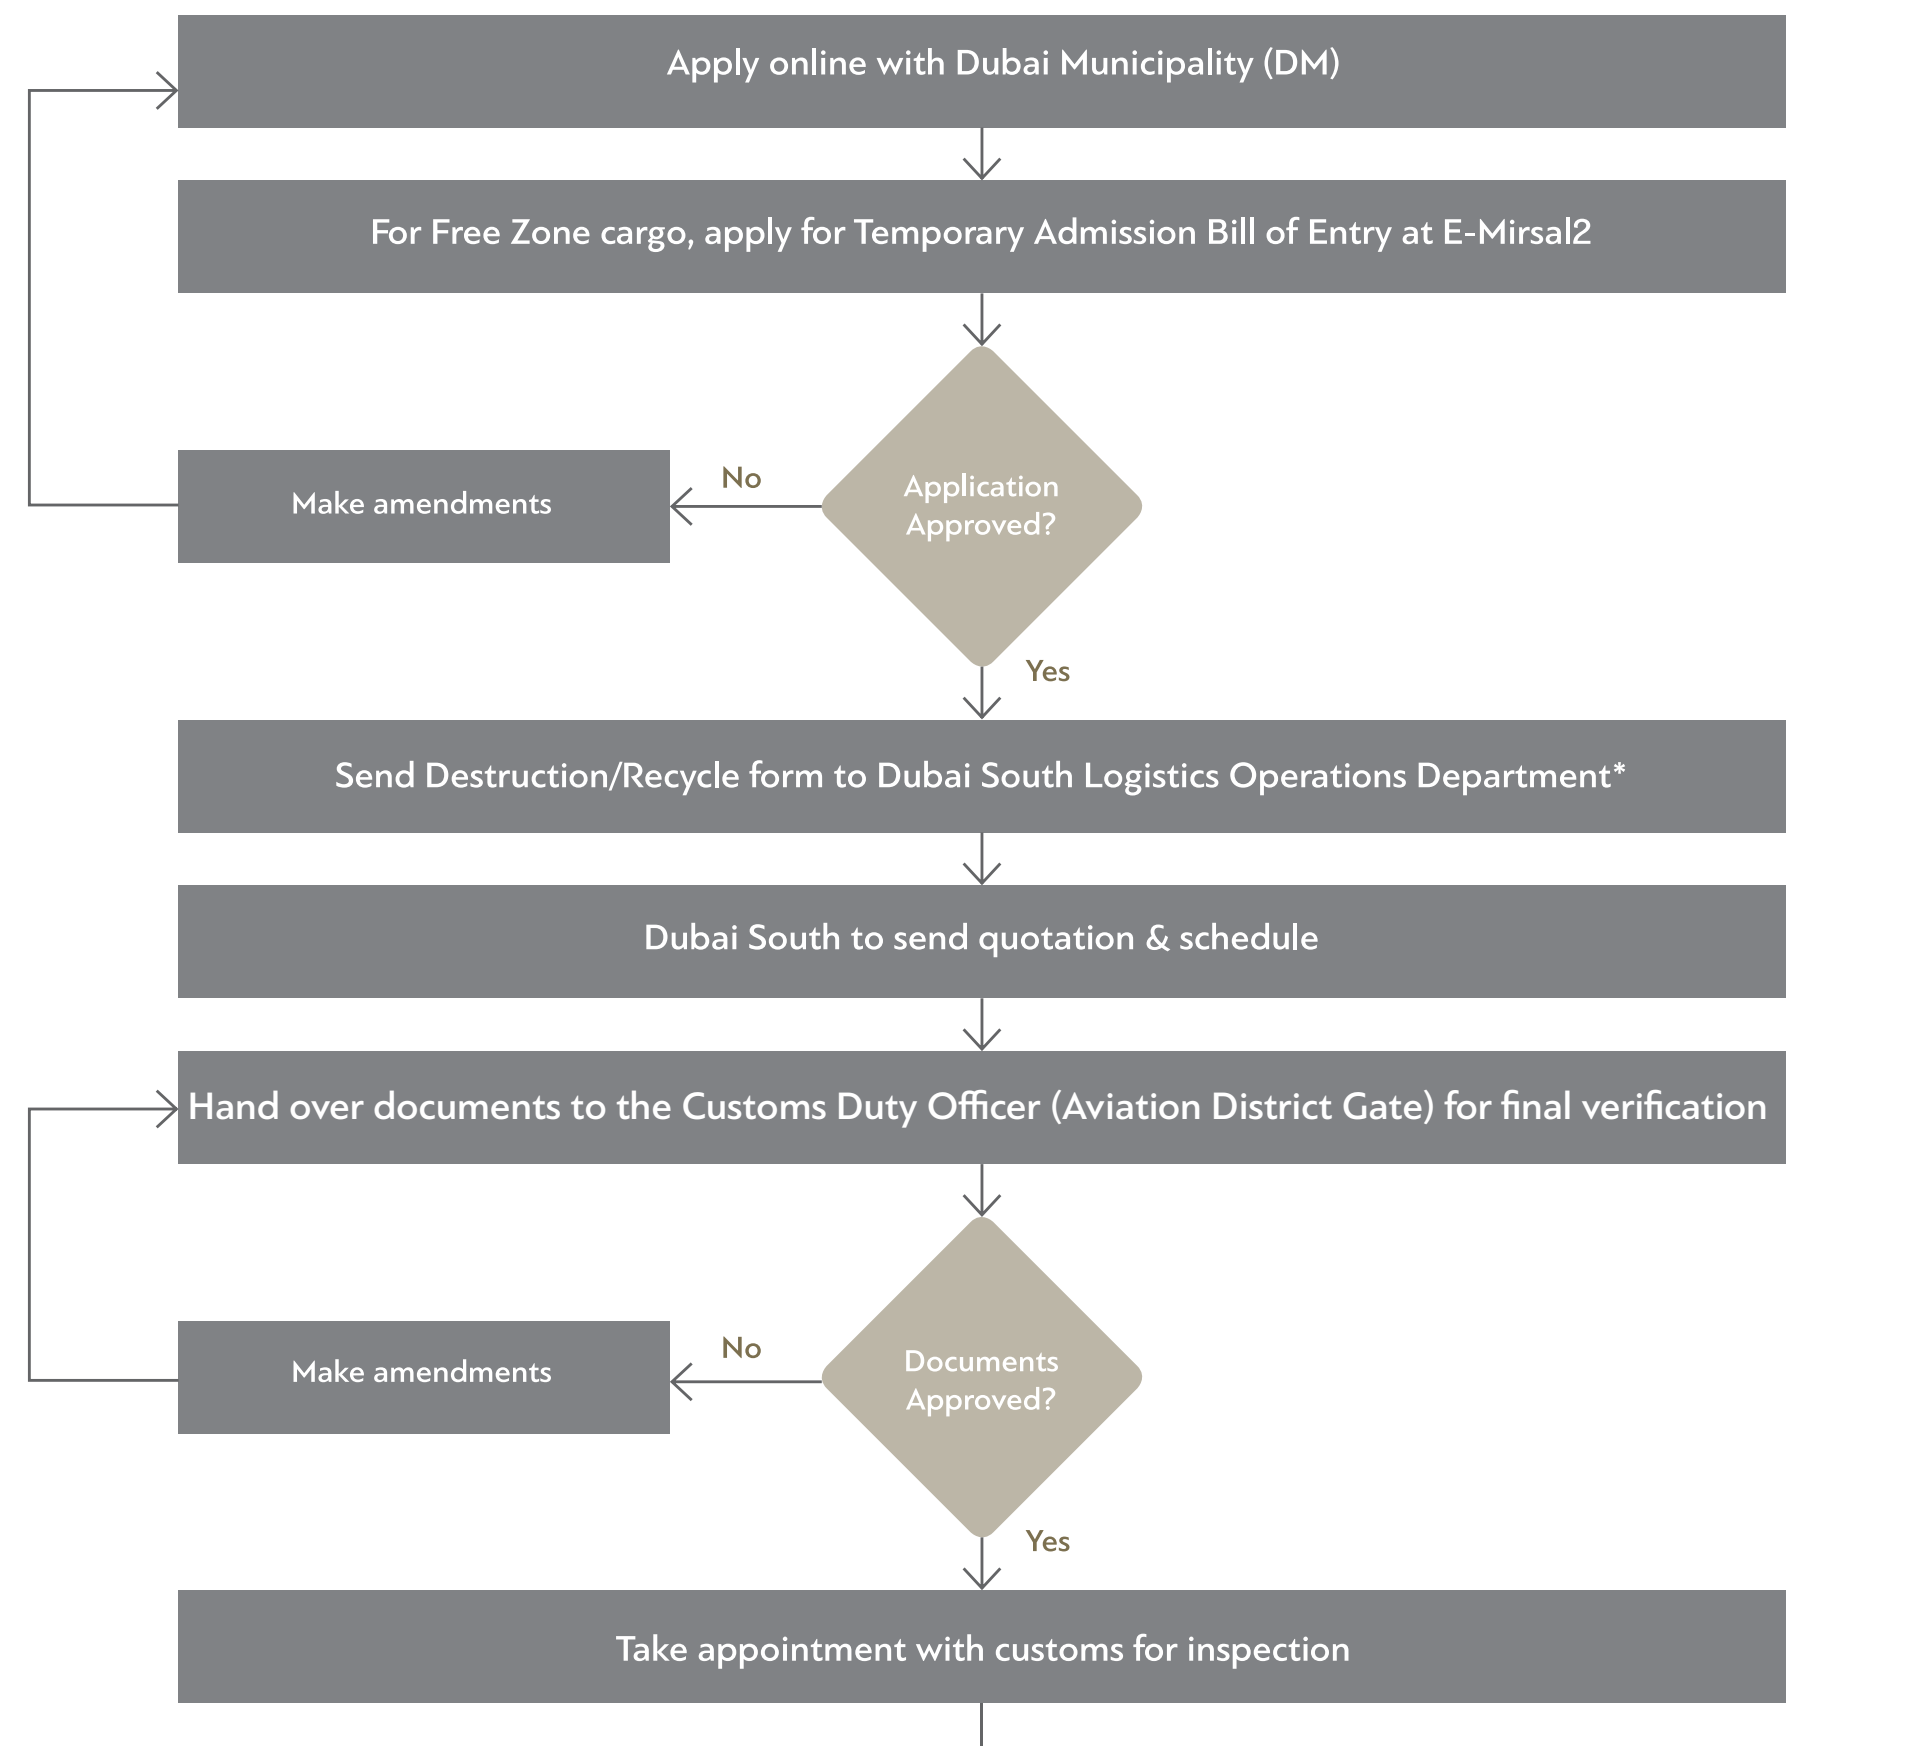 Apply online with Dubai Municipality (DM)
For Free Zone cargo, apply for Temporary Admission Bill of Entry at E-Mirsal2
No
Make amendments
Application
Approved?
Yes
Send Destruction/Recycle form to Dubai South Logistics Operations Department*
Dubai South to send quotation & schedule
Hand over documents to the Customs Duty Officer (Aviation District Gate) for final verification
No
Make amendments
Documents
Approved?
Yes
Take appointment with customs for inspection